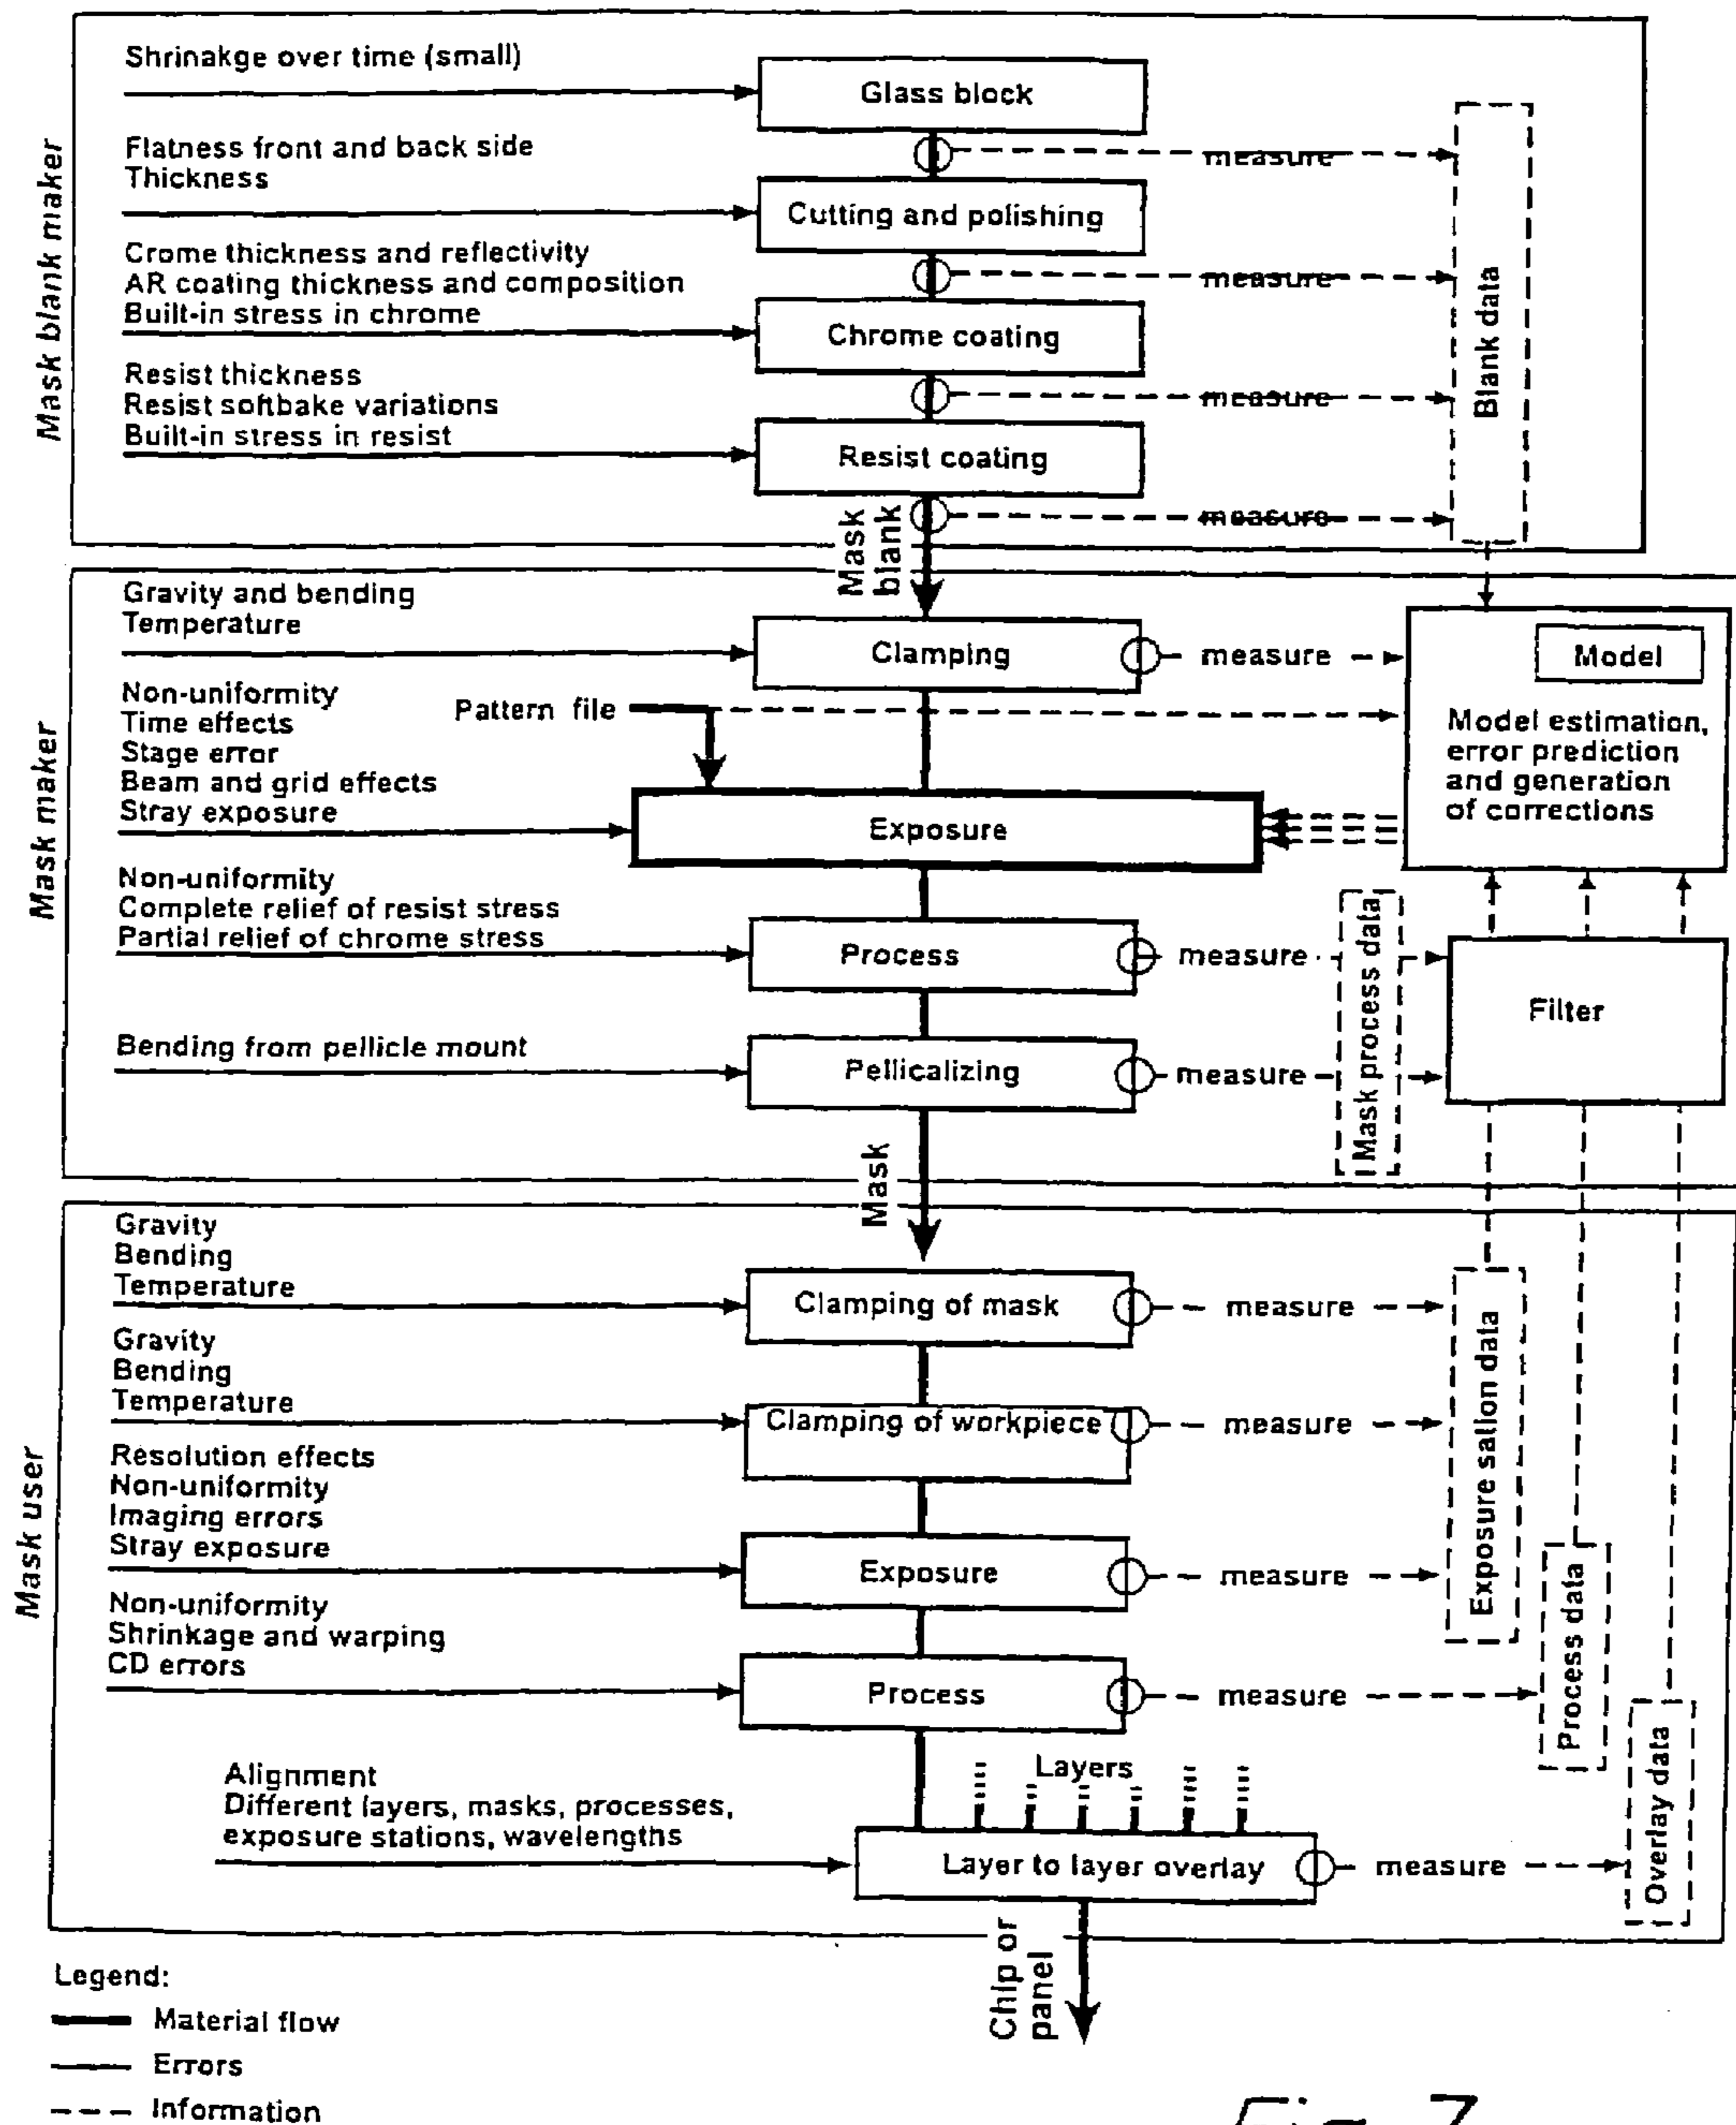 Mask blank maker
Shrinakge over time (small)
Glass block
Flatness front and back side
Thickness
measure
Cutting and polishing
Crome thickness and reflectivity
AR coating thickness and composition
Built-in stress in chrome
measure
Chrome coating
Resist thickness
Resist softbake variations
Built-in stress in resist
measure
Resist coating
measure
Blank data
Mask
blank
Mask maker
Gravity and bending
Temperature
Clamping
measure
Model
Model estimation,
error prediction
and generation
of corrections
Non-uniformity
Time effects
Stage error
Beam and grid effects
Stray exposure
Pattern file
Exposure
Non-uniformity
Complete relief of resist stress
Partial relief of chrome stress
Process
measure
Mask process data
Filter
Bending from pellicle mount
Pellicalizing
measure
Mask
Mask user
Gravity
Bending
Temperature
Clamping of mask
measure
Gravity
Bending
Temperature
Clamping of workpiece
measure
Exposure salion data
Resolution effects
Non-uniformity
Imaging errors
Stray exposure
Exposure
measure
Non-uniformity
Shrinkage and warping
CD errors
Process
measure
Process data
Alignment
Different layers, masks, processes,
exposure stations, wavelengths
Layers
Layer to layer overlay
measure
Overlay data
Chip or
panel
Legend:
Material flow
Errors
Information
Fig. 7